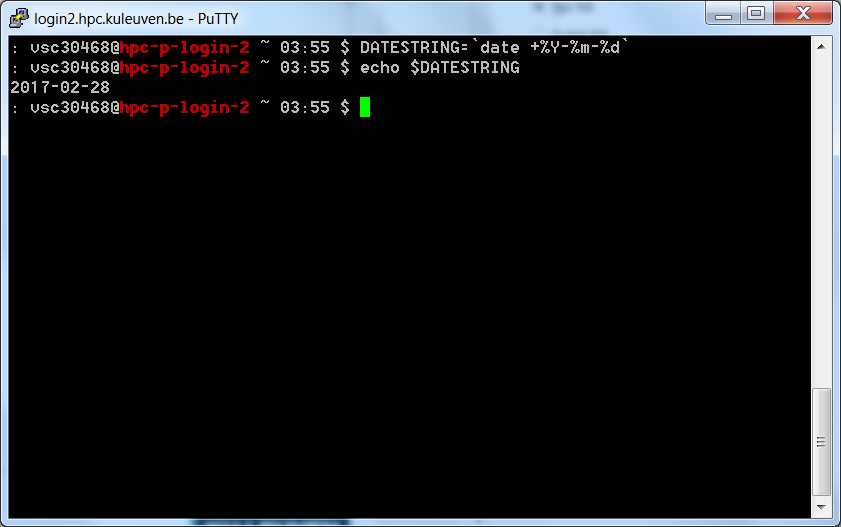 login2.hpc.kuleuven.be - PuTTY
: vsc30468@hpc-p-login-2 ~ 03:55 $ DATESTRING=`date +%Y-%m-%d`
: vsc30468@hpc-p-login-2 ~ 03:55 $ echo $DATESTRING
2017-02-28
: vsc30468@hpc-p-login-2 ~ 03:55 $